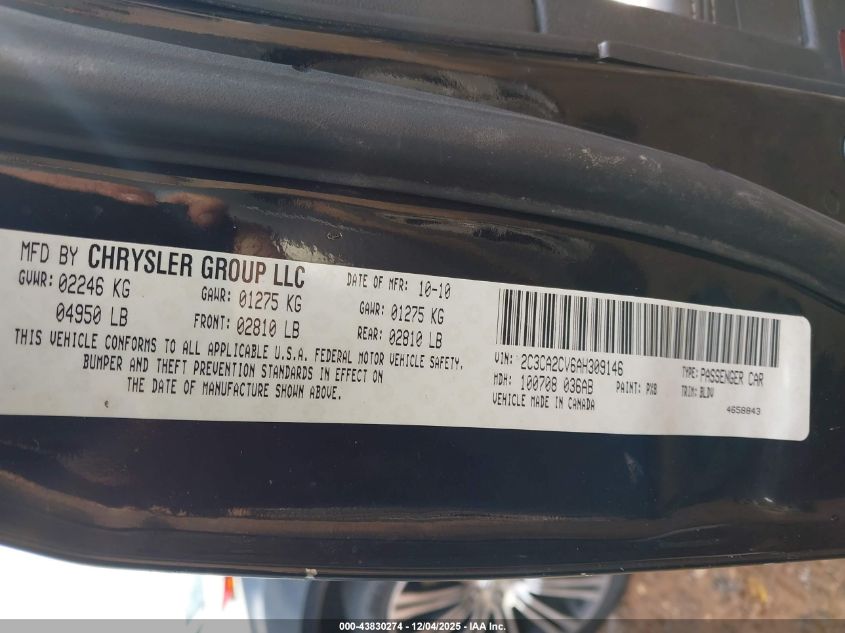 MFD BY CHRYSLER GROUP LLC
DATE OF MFR: 10-10
GVWR: 02246 KG
GAWR: 01275 KG
GAWR: 01275 KG
04950 LB
FRONT: 02810 LB
REAR: 02810 LB
THIS VEHICLE CONFORMS TO ALL APPLICABLE U.S.A. FEDERAL MOTOR VEHICLE SAFETY,
BUMPER AND THEFT PREVENTION STANDARDS IN EFFECT ON
THE DATE OF MANUFACTURE SHOWN ABOVE.
VIN: 2C3CA2CV6AH309146
TYPE: PASSENGER CAR
MDH: 100708 036AB
PAINT: PX8
TRIM: BLDV
VEHICLE MADE IN CANADA
4658843
000-43830274 - 12/04/2025 - IAAI, Inc.